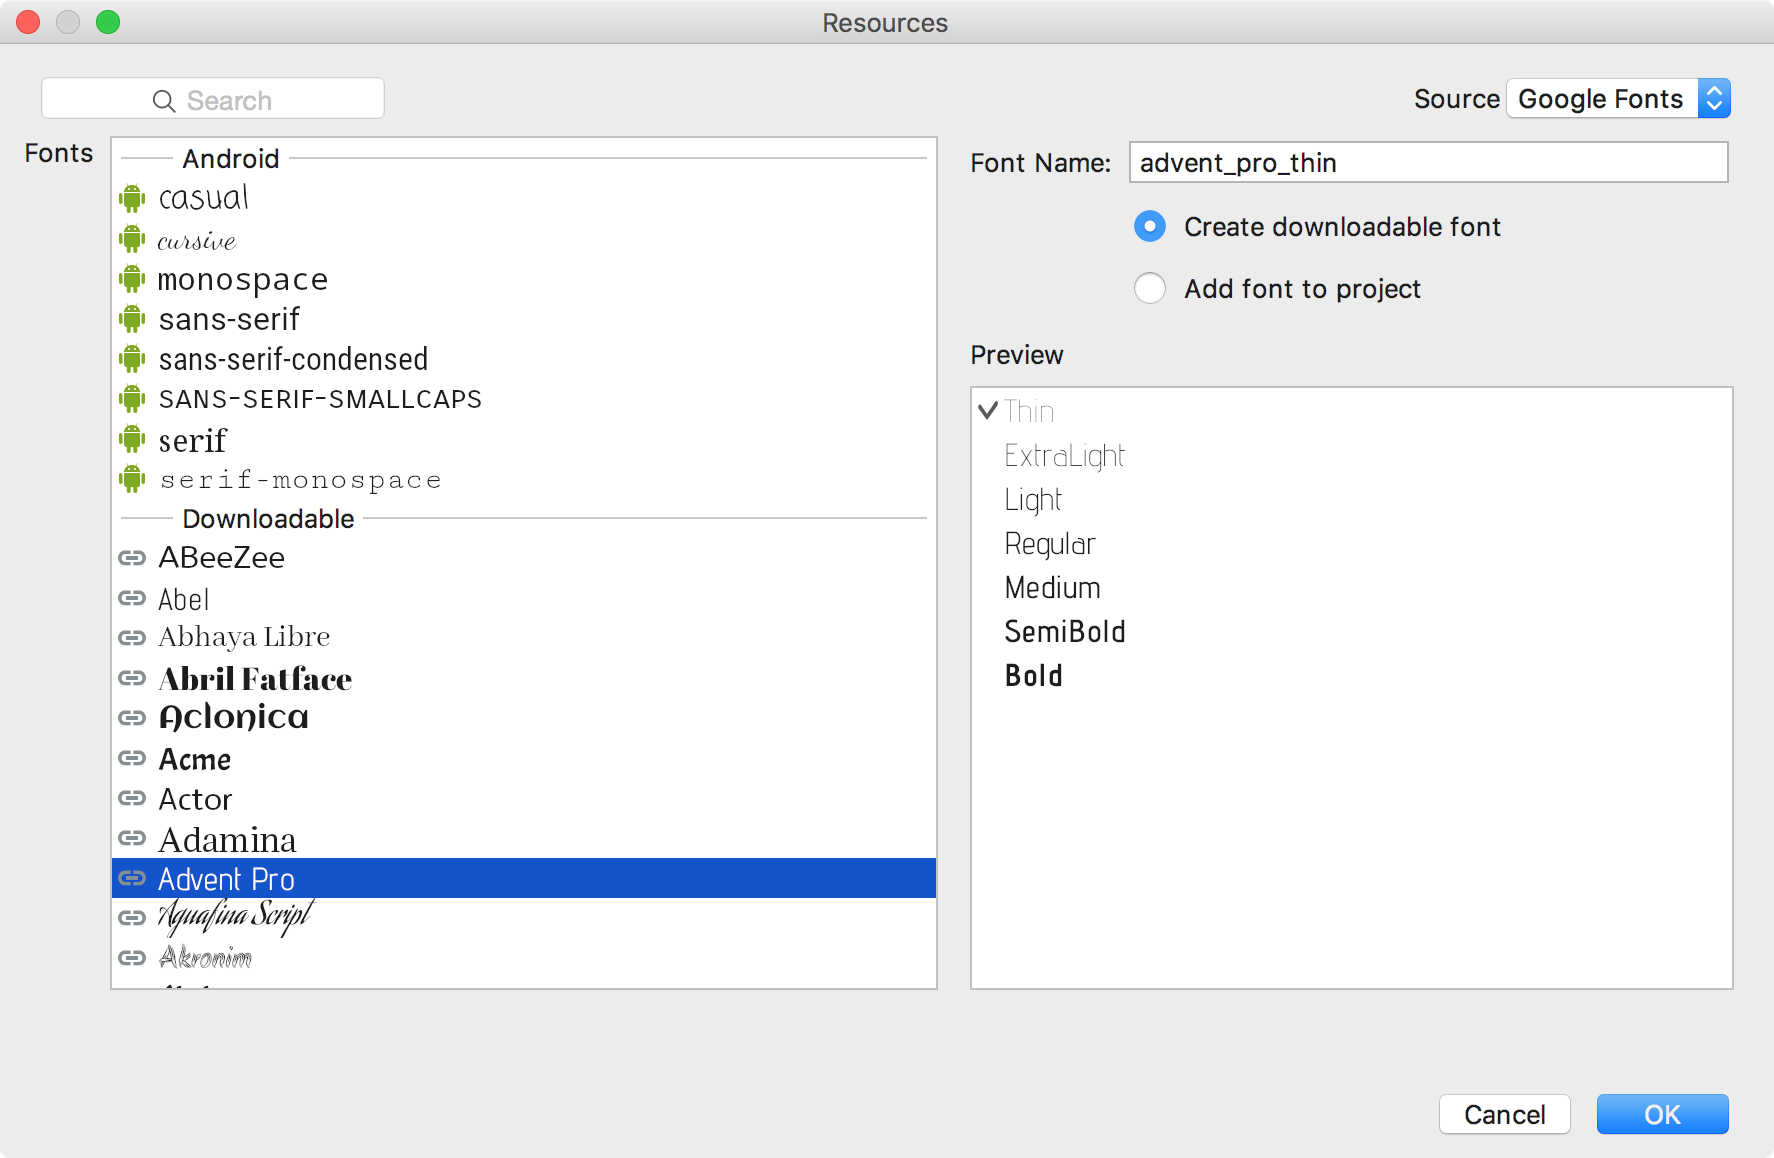 Resources
Search
Source Google Fonts
Fonts
Android
casual
cursive
monospace
sans-serif
sans-serif-condensed
SANS-SERIF-SMALLCAPS
serif
serif-monospace
Downloadable
ABeeZee
Abel
Abhaya Libre
Abril Fatface
Aclonica
Acme
Actor
Adamina
Advent Pro
Aguafina Script
Akronim
Font Name: advent_pro_thin
Create downloadable font
Add font to project
Preview
Thin
ExtraLight
Light
Regular
Medium
SemiBold
Bold
Cancel
OK